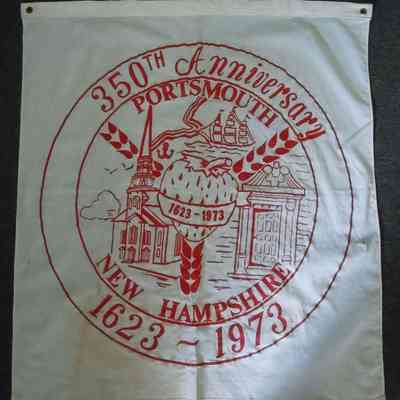 350TH Anniversary
PORTSMOUTH
1623-1973
NEW HAMPSHIRE
1623 ~ 1973